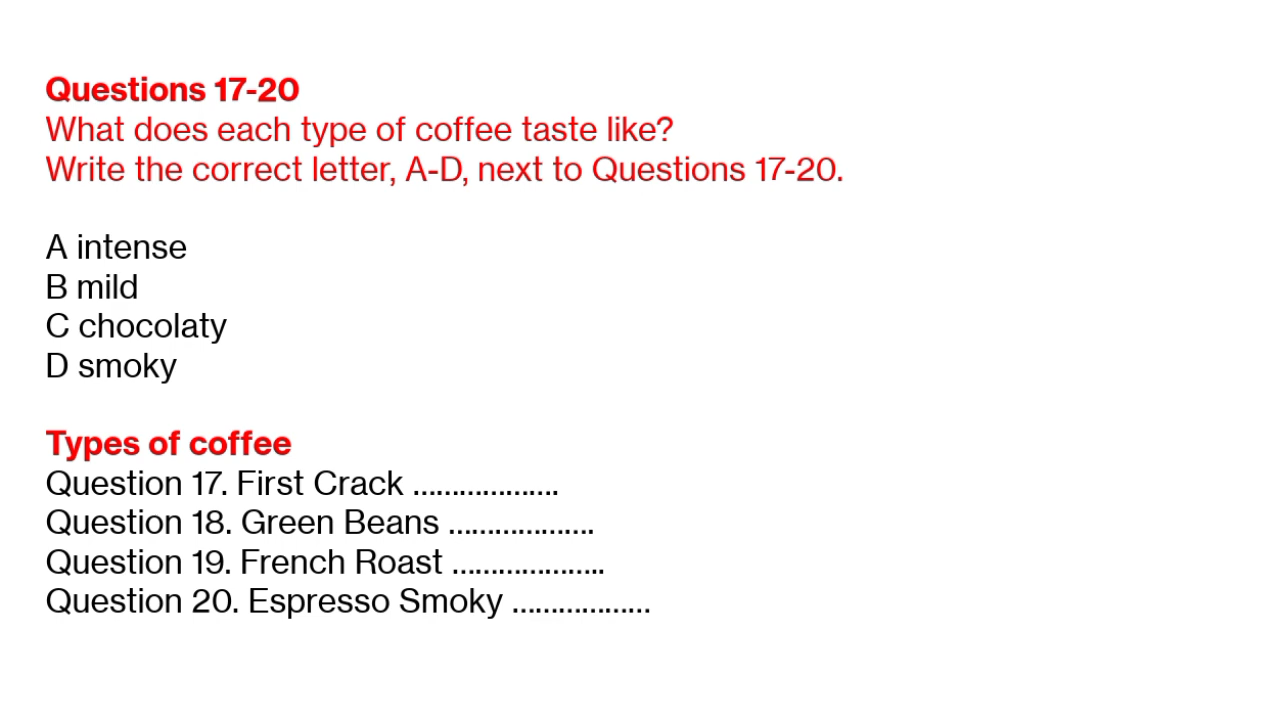 Questions 17-20
What does each type of coffee taste like?
Write the correct letter, A-D, next to Questions 17-20.
A intense
B mild
C chocolaty
D smoky
Types of coffee
Question 17. First Crack ……………….
Question 18. Green Beans ……………….
Question 19. French Roast ………………..
Question 20. Espresso Smoky ………………